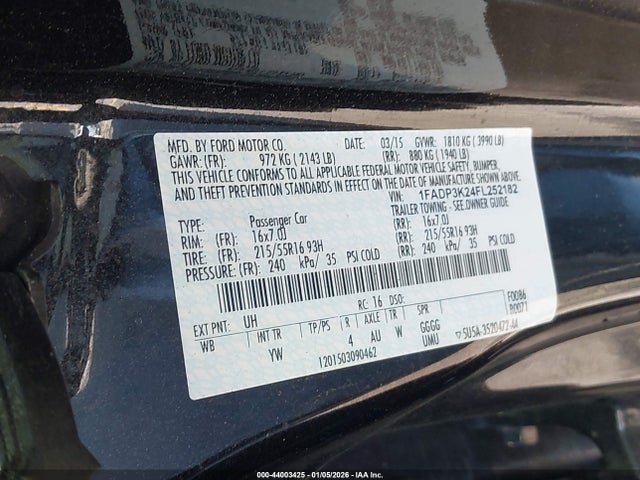 MFD. BY FORD MOTOR CO. DATE: 03/15 GVWR: 1810 KG ( 3990 LB)
GAWR: (FR): 972 KG ( 2143 LB) (RR): 880 KG ( 1940 LB)
THIS VEHICLE CONFORMS TO ALL APPLICABLE FEDERAL MOTOR VEHICLE SAFETY, BUMPER,
AND THEFT PREVENTION STANDARDS IN EFFECT ON THE DATE OF MANUFACTURE SHOWN ABOVE.
VIN: 1FADP3K24FL252182
TYPE: Passenger Car TRAILER TOWING - SEE OWNER GUIDE
RIM: (FR): 16x7.0J (RR): 16x7.0J
TIRE: (FR): 215/55R16 93H (RR): 215/55R16 93H
PRESSURE: (FR): 240 kPa/ 35 PSI COLD (RR): 240 kPa/ 35 PSI COLD
RC: 16 DSO: F0086
EXT PNT: UH
WB INT TR TP/PS R AXLE TR SPR
YW 4 AU W GGGG
1201503090462 UMU
000-44003425 - 01/05/2026 - IAAInc.